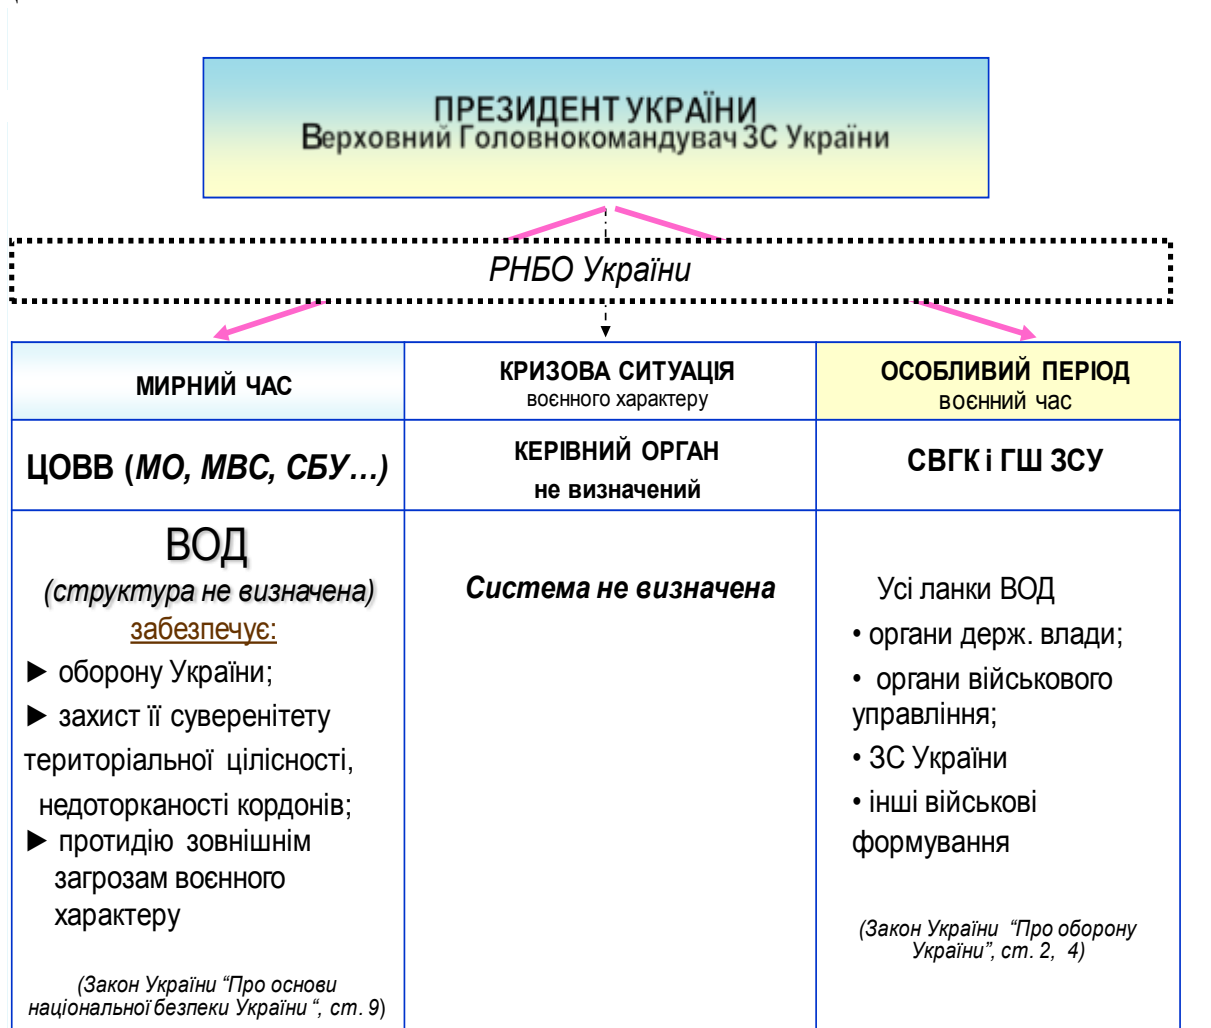 ПРЕЗИДЕНТ УКРАЇНИ
Верховний Головнокомандувач ЗС України
РНБО України
МИРНИЙ ЧАС
КРИЗОВА СИТУАЦІЯ
воєнного характеру
ОСОБЛИВИЙ ПЕРІОД
воєнний час
ЦОВВ (МО, МВС, СБУ…)
КЕРІВНИЙ ОРГАН
не визначений
СВГК і ГШ ЗСУ
ВОД
(структура не визначена)
забезпечує:
► оборону України;
► захист її суверенітету
територіальної цілісності,
недоторканості кордонів;
► протидію зовнішнім
загрозам воєнного
характеру
(Закон України “Про основи
національної безпеки України “, ст. 9)
Система не визначена
Усі ланки ВОД
• органи держ. влади;
• органи військового
управління;
• ЗС України
• інші військові
формування
(Закон України “Про оборону
України”, ст. 2, 4)